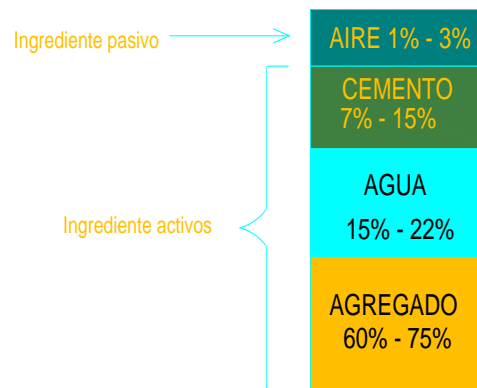 Ingrediente pasivo
AIRE 1% - 3%
CEMENTO
7% - 15%
AGUA
15% - 22%
Ingrediente activos
AGREGADO
60% - 75%